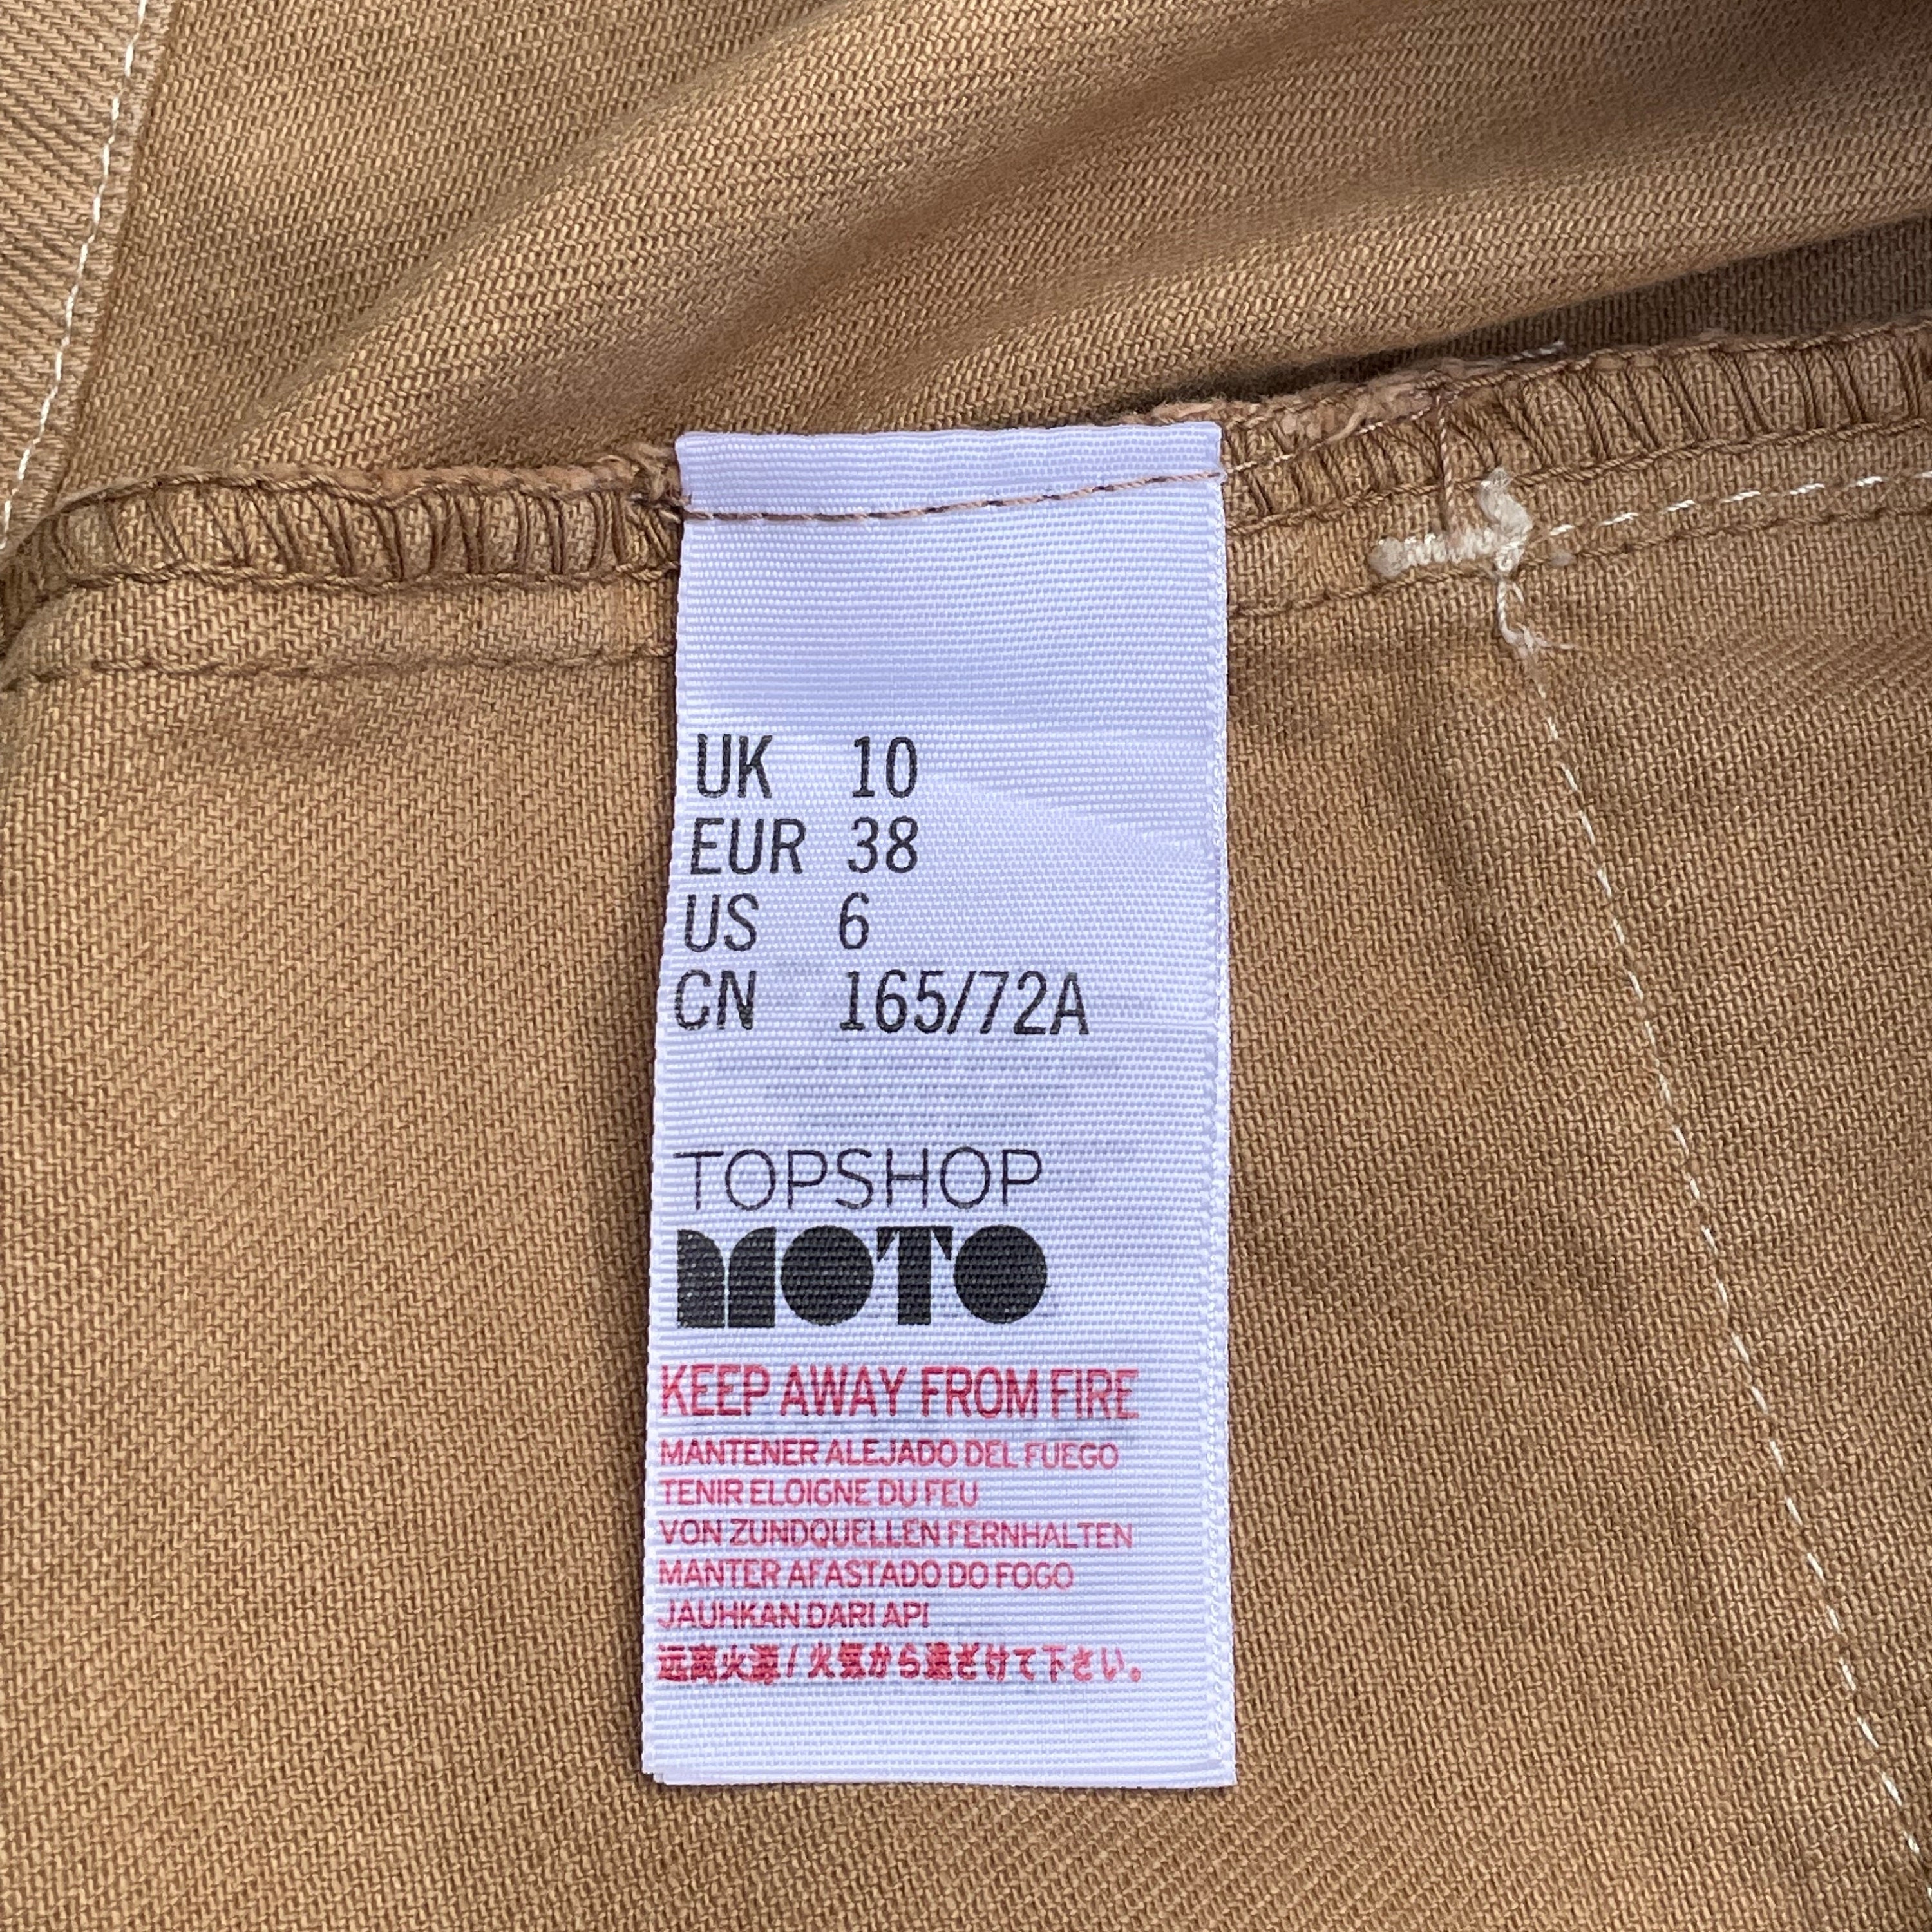 UK 10
EUR 38
US 6
CN 165/72A
TOPSHOP
MOTO
KEEP AWAY FROM FIRE
MANTENER ALEJADO DEL FUEGO
TENIR ELOIGNE DU FEU
VON ZUNDQUELLEN FERNHALTEN
MANTER AFASTADO DO FOGO
JAUHKAN DARI API
远离火源 / 火気から遠ざけて下さい。